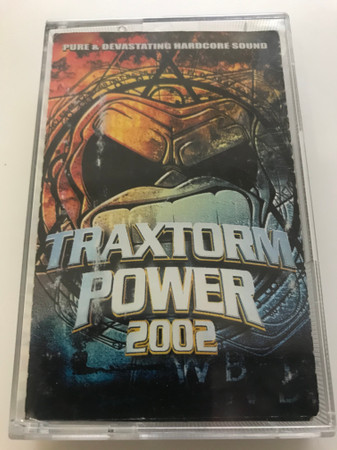 PURE & DEVASTATING HARDCORE SOUND
TRAXTORM
POWER
2002